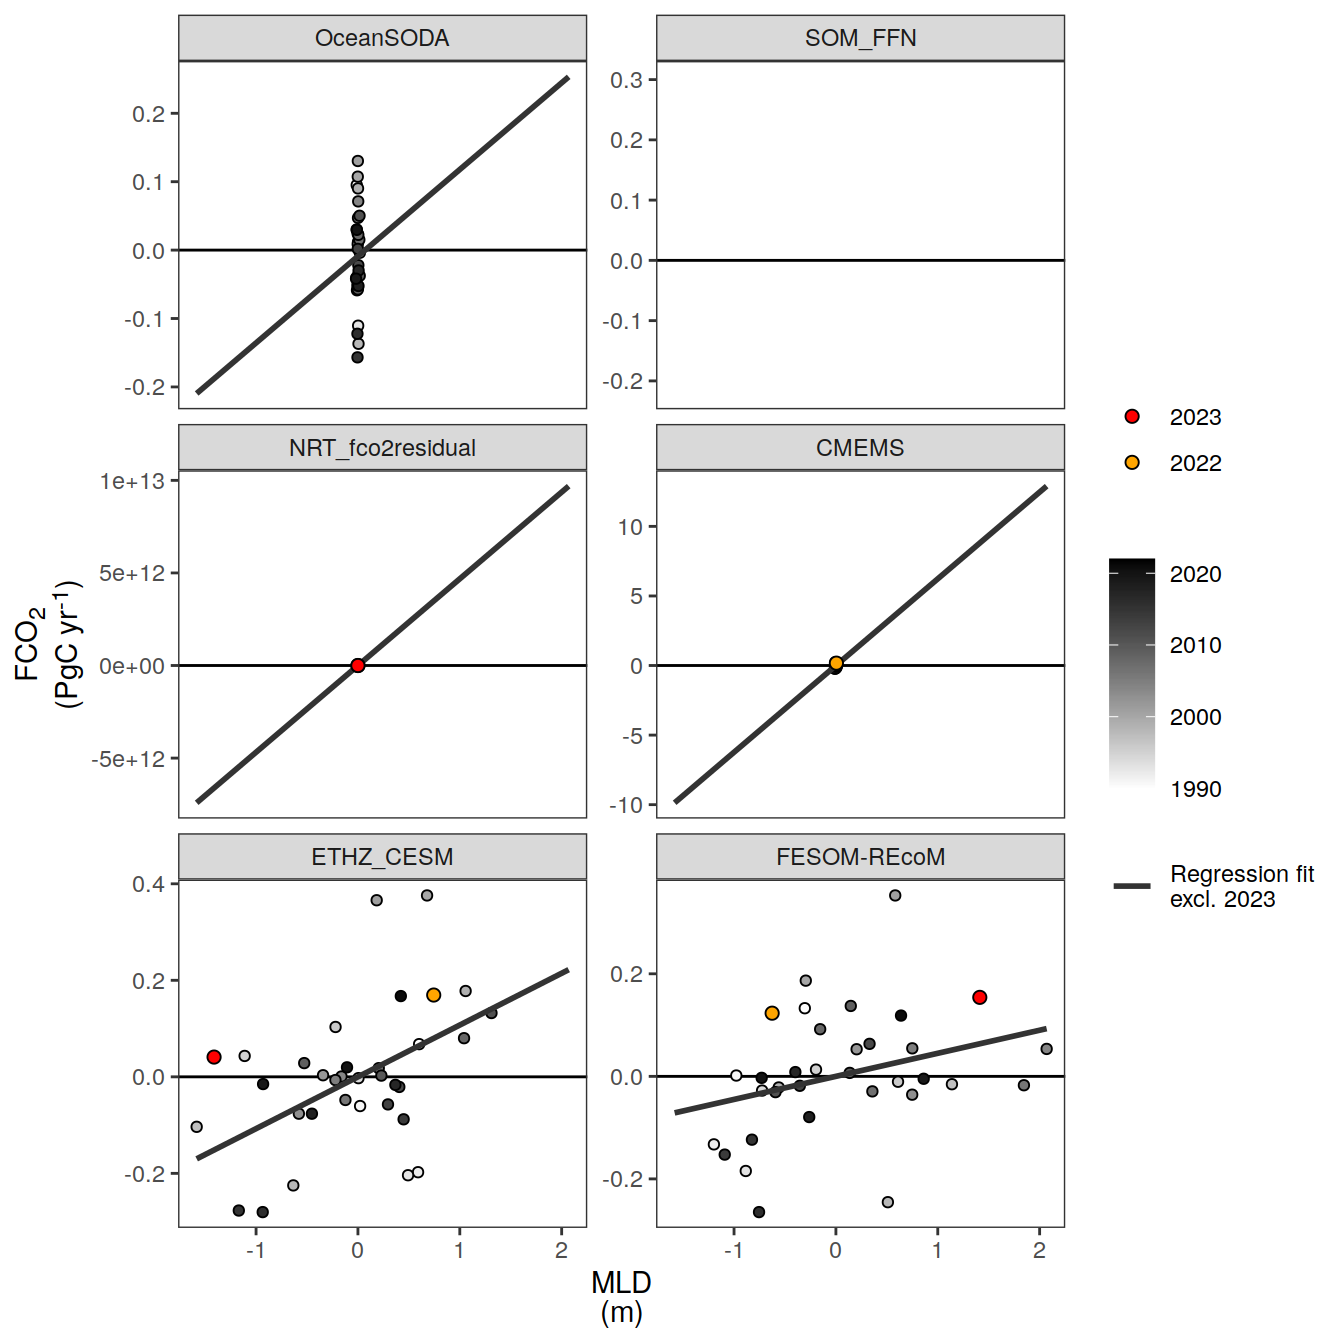 OceanSODA
SOM_FFN
0.2
0.1
0.0
-0.1
-0.2
0.3
0.2
0.1
0.0
-0.1
-0.2
NRT_fco2residual
CMEMS
1e+13
5e+12
0e+00
-5e+12
10
5
0
-5
-10
ETHZ_CESM
FESOM-REcoM
0.4
0.2
0.0
-0.2
0.2
0.0
-0.2
-1 0 1 2
-1 0 1 2
MLD
(m)
FCO₂
(PgC yr⁻¹)
2023
2022
2020
2010
2000
1990
Regression fit
excl. 2023